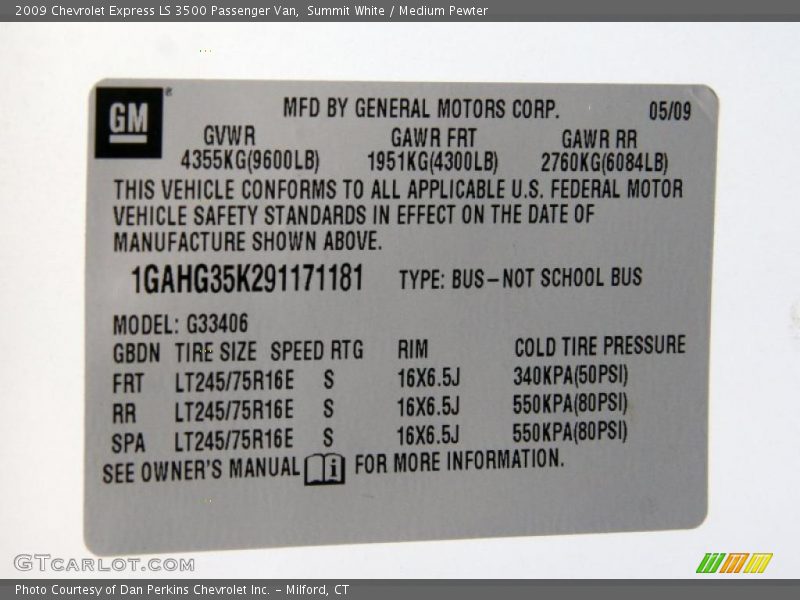 2009 Chevrolet Express LS 3500 Passenger Van,  Summit White / Medium Pewter
GM ®
MFD BY GENERAL MOTORS CORP. 05/09
GVWR GAWR FRT GAWR RR
4355KG(9600LB) 1951KG(4300LB) 2760KG(6084LB)
THIS VEHICLE CONFORMS TO ALL APPLICABLE U.S. FEDERAL MOTOR
VEHICLE SAFETY STANDARDS IN EFFECT ON THE DATE OF
MANUFACTURE SHOWN ABOVE.
1GAHG35K291171181 TYPE: BUS-NOT SCHOOL BUS
MODEL: G33406
GBDN TIRE SIZE SPEED RTG RIM COLD TIRE PRESSURE
FRT LT245/75R16E S 16X6.5J 340KPA(50PSI)
RR LT245/75R16E S 16X6.5J 550KPA(80PSI)
SPA LT245/75R16E S 16X6.5J 550KPA(80PSI)
SEE OWNER'S MANUAL i FOR MORE INFORMATION.
GTCARLOT.COM
Photo Courtesy of Dan Perkins Chevrolet Inc. - Milford, CT